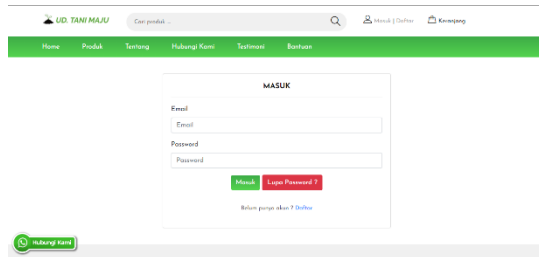 UD. TANI MAJU
Cari produk ...
Masuk | Daftar
Keranjang
Home Produk Tentang Hubungi Kami Testimoni Bantuan
MASUK
Email
Email
Password
Password
Masuk Lupa Password ?
Belum punya akun ? Daftar
Hubungi Kami